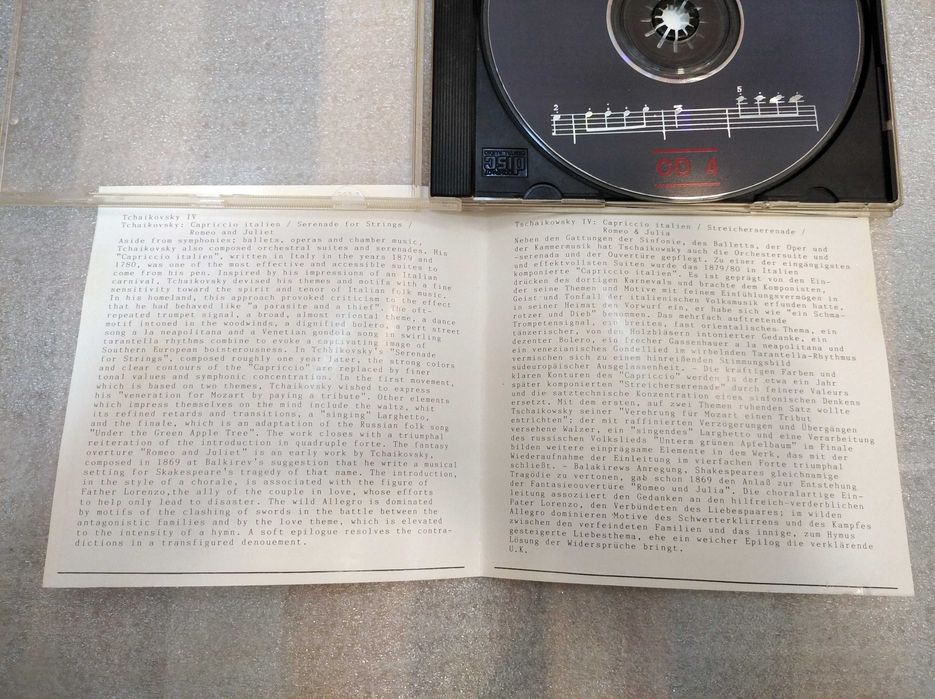 2
5
disc
CD 4
Tchaikovsky IV
Tchaikovsky: Capriccio italien / Serenade for Strings /
Romeo and Juliet
Aside from symphonies; ballets, operas and chamber music,
Tchaikovsky also composed orchestral suites and serenades. His
"Capriccio italien", written in Italy in the years 1879 and
1780, was one of the most effective and accessible suites to
come from his pen. Inspired by his impressions of an Italian
carnival, Tchaikovsky devised his themes and motifs with a fine
sensitivity toward the spirit and tenor of Italian folk music.
In his homeland, this approach provoked criticism to the effect
that he had behaved like "a parasite and a thief". The oft-
repeated trumpet signal, a broad, almost oriental theme, a dance
motif intoned in the woodwinds, a dignified bolero, a pert street
song a la neapolitana and a Venetian gondola song in swirling
tarantella rhythms combine to evoke a captivating image of
Southern European boisterousness. In Tchaikovsky's "Serenade
for Strings", composed roughly one year later, the strong colors
and clear contours of the "Capriccio" are replaced by finer
tonal values and symphonic concentration. In the first movement,
which is based on two themes, Tchaikovsky wished to express
his "veneration for Mozart by paying a tribute". Other elements
which impress themselves on the mind include the waltz, whit
its refined retards and transitions, a "singing" Larghetto,
and the finale, which is an adaptation of the Russian folk song
"Under the Green Apple Tree". The work closes with a triumphal
reiteration of the introduction in quadruple forte. The fantasy
overture "Romeo and Juliet" is an early work by Tchaikovsky,
composed in 1869 at Balkirev's suggestion that he write a musical
setting for Skakespeare's tragedy of that name. The introduction,
in the style of a chorale, is associated with the figure of
Father Lorenzo,the ally of the couple in love, whose efforts
to help only lead to disaster. The wild Allegro is dominated
by motifs of the clashing of swords in the battle between the
antagonistic families and by the love theme, which is elevated
to the intensity of a hymn. A soft epilogue resolves the contra-
dictions in a transfigured denouement.
Tschaikowsky IV: Capriccio italien / Streicherserenade /
Romeo & Julia
Neben den Gattungen der Sinfonie, des Balletts, der Oper und
der Kammermusik hat Tschaikowsky auch die Orchestersuite und
-serenada und der Ouvertüre gepflegt. Zu einer der eingängigsten
und effektvollsten Suiten wurde das 1879/80 in Italien
komponierte "Capriccio italien". Es ist geprägt von den Ein-
drücken des dortigen Karnevals und brachte dem Komponisten,
der seine Themen und Motive mit feinem Einfühlungsvermögen in
Geist und Tonfall der italienischen Volksmusik erfunden hatte,
in seiner Heimat den Vorwurf ein, er habe sich wie "ein Schma-
rotzer und Dieb" benommen. Das mehrfach auftretende
Trompetensignal, ein breites, fast orientalisches Thema, ein
tänzerischer, von den Holzbläsern intonierter Gedanke, ein
dezenter Bolero, ein frecher Gassenhauer a la neapolitana und
ein venezianisches Gondellied im wirbelnden Tarantella-Rhythmus
vermischen sich zu einem hinreißenden Stimmungsbild
südeuropäischer Ausgelassenheit. - Die kräftigen Farben und
klaren Konturen des "Capriccio" werden in der etwa ein Jahr
später komponierten "Streicherserenade" durch feinere Valeurs
und die satztechnische Konzentration eines sinfonischen Denkens
ersetzt. Mit dem ersten, auf zwei Themen ruhenden Satz wollte
Tschaikowsky seiner "Verehrung für Mozart einen Tribut
entrichten"; der mit raffinierten Verzögerungen und Übergängen
versehene Walzer, ein "singendes" Larghetto und eine Verarbeitung
des russischen Volkslieds "Unterm grünen Apfelbaum" im Finale
bilden weitere einprägsame Elemente in dem Werk, das mit der
Wiederaufnahme der Einleitung im vierfachen Forte triumphal
schließt. - Balakirews Anregung, Shakespeares gleichnamige
Tragödie zu vertonen, gab schon 1869 den Anlaß zur Entstehung
der Fantasieouvertüre "Romeo und Julia". Die choralartige Ein-
leitung assoziiert den Gedanken an den hilfreich-verderblichen
Pater Lorenzo, den Verbündeten des Liebespaares; im wilden
Allegro dominieren Motive des Schwerterklirrens und des Kampfes
zwischen den verfeindeten Familien und das innige, zum Hymus
gesteigerte Liebesthema, ehe ein weicher Epilog die verklärende
Lösung der Widersprüche bringt.
U.K.